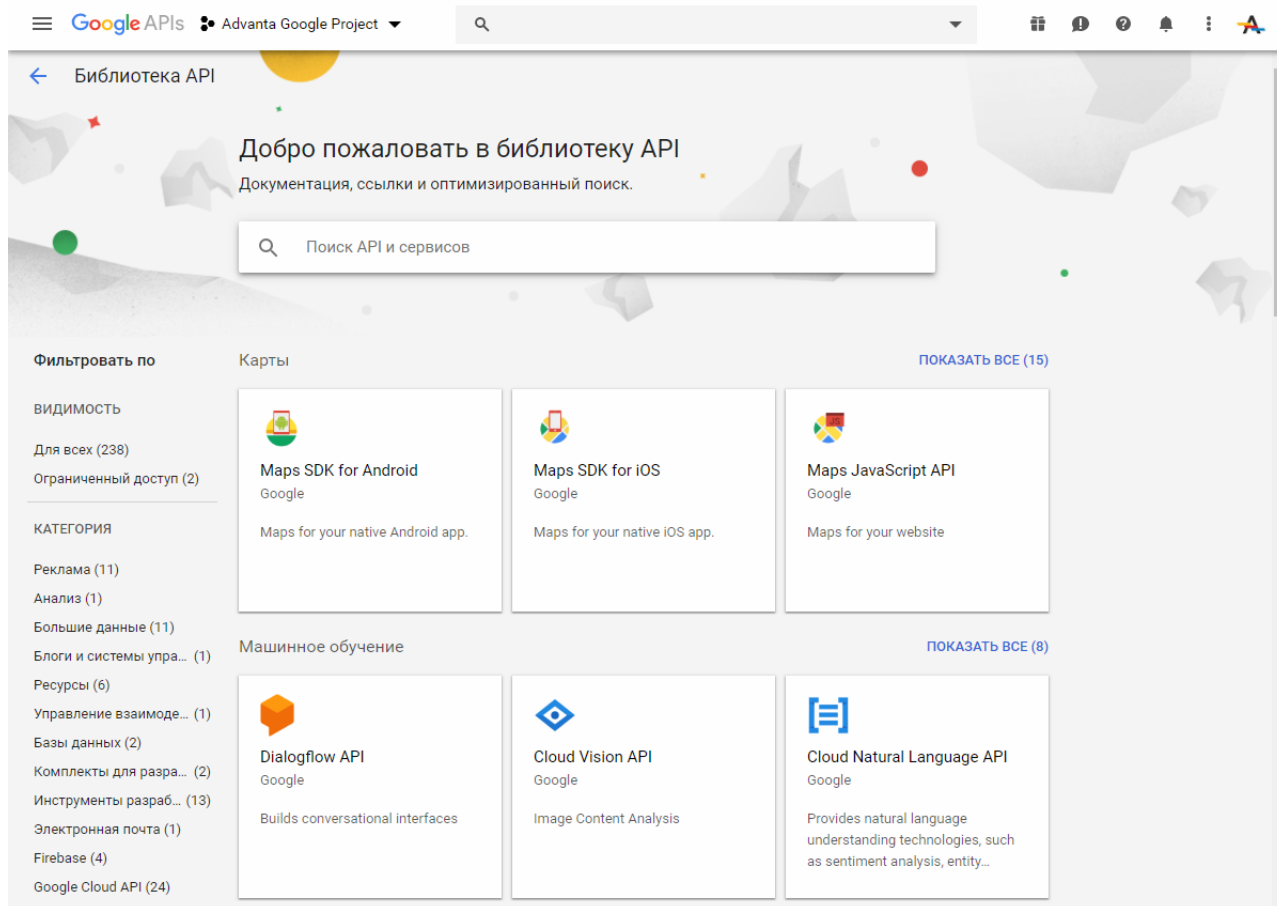 Google APIs
Advanta Google Project
Библиотека API
Добро пожаловать в библиотеку API
Документация, ссылки и оптимизированный поиск.
Поиск API и сервисов
Фильтровать по
ВИДИМОСТЬ
Для всех (238)
Ограниченный доступ (2)
КАТЕГОРИЯ
Реклама (11)
Анализ (1)
Большие данные (11)
Блоги и системы упра... (1)
Ресурсы (6)
Управление взаимоде... (1)
Базы данных (2)
Комплекты для разра... (2)
Инструменты разраб... (13)
Электронная почта (1)
Firebase (4)
Google Cloud API (24)
Карты
ПОКАЗАТЬ ВСЕ (15)
Maps SDK for Android
Google
Maps for your native Android app.
Maps SDK for iOS
Google
Maps for your native iOS app.
JS
Maps JavaScript API
Google
Maps for your website
Машинное обучение
ПОКАЗАТЬ ВСЕ (8)
Dialogflow API
Google
Builds conversational interfaces
Cloud Vision API
Google
Image Content Analysis
Cloud Natural Language API
Google
Provides natural language
understanding technologies, such
as sentiment analysis, entity...